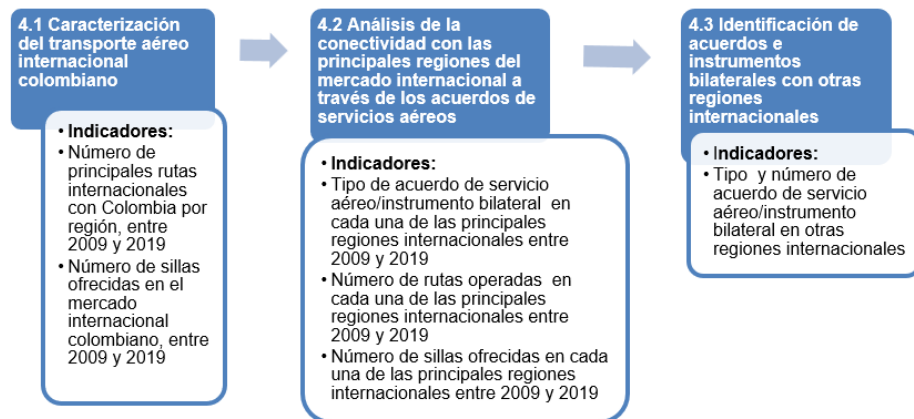 4.1 Caracterización
del transporte aéreo
internacional
colombiano
• Indicadores:
• Número de
principales rutas
internacionales
con Colombia por
región, entre
2009 y 2019
• Número de sillas
ofrecidas en el
mercado
internacional
colombiano, entre
2009 y 2019
4.2 Análisis de la
conectividad con las
principales regiones del
mercado internacional a
través de los acuerdos de
servicios aéreos
• Indicadores:
• Tipo de acuerdo de servicio
aéreo/instrumento bilateral en
cada una de las principales
regiones internacionales entre
2009 y 2019
• Número de rutas operadas en
cada una de las principales
regiones internacionales entre
2009 y 2019
• Número de sillas ofrecidas en cada
una de las principales regiones
internacionales entre 2009 y 2019
4.3 Identificación de
acuerdos e
instrumentos
bilaterales con otras
regiones
internacionales
• Indicadores:
• Tipo y número de
acuerdo de servicio
aéreo/instrumento
bilateral en otras
regiones internacionales